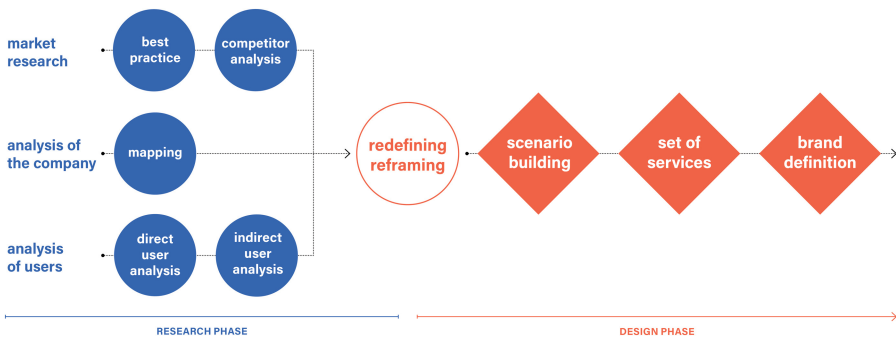 market
research
best
practice
competitor
analysis
analysis of
the company
mapping
analysis
of users
direct
user
analysis
indirect
user
analysis
redefining
reframing
scenario
building
set of
services
brand
definition
RESEARCH PHASE
DESIGN PHASE